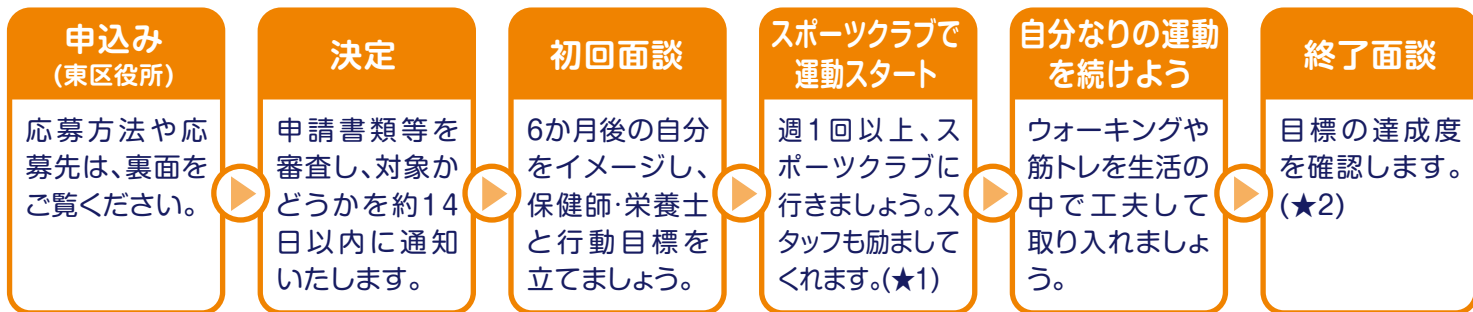 申込み
(東区役所)
応募方法や応
募先は、裏面を
ご覧ください。
決定
申請書類等を
審査し、対象か
どうかを約14
日以内に通知
いたします。
初回面談
6か月後の自分
をイメージし、
保健師・栄養士
と行動目標を
立てましょう。
スポーツクラブで
運動スタート
週1回以上、ス
ポーツクラブに
行きましょう。ス
タッフも励まして
くれます。(★1)
自分なりの運動
を続けよう
ウォーキングや
筋トレを生活の
中で工夫して
取り入れましょ
う。
終了面談
目標の達成度
を確認します。
(★2)